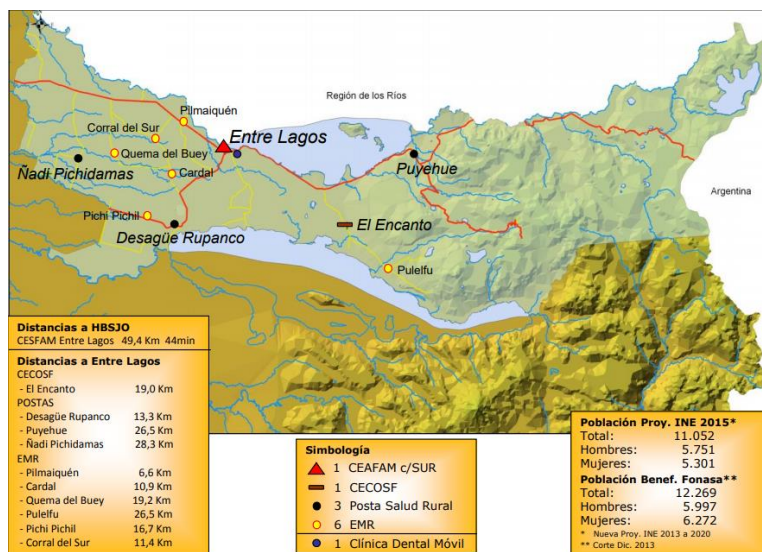 Región de los Ríos
Pilmaiquén
Corral del Sur
Entre Lagos
Quema del Buey
Ñadi Pichidamas
Cardal
Puyehue
Argentina
Pichi Pichil
Desagüe Rupanco
El Encanto
Pulelfu
Distancias a HBSJO
CESFAM Entre Lagos 49,4 Km 44min
Distancias a Entre Lagos
CECOSF
- El Encanto 19,0 Km
POSTAS
- Desagüe Rupanco 13,3 Km
- Puyehue 26,5 Km
- Ñadi Pichidamas 28,3 Km
EMR
- Pilmaiquén 6,6 Km
- Cardal 10,9 Km
- Quema del Buey 19,2 Km
- Pulelfu 26,5 Km
- Pichi Pichil 16,7 Km
- Corral del Sur 11,4 Km
Simbología
1 CEAFAM c/SUR
1 CECOSF
3 Posta Salud Rural
6 EMR
1 Clínica Dental Móvil
Población Proy. INE 2015*
Total: 11.052
Hombres: 5.751
Mujeres: 5.301
Población Benef. Fonasa**
Total: 12.269
Hombres: 5.997
Mujeres: 6.272
* Nueva Proy. INE 2013 a 2020
** Corte Dic. 2013